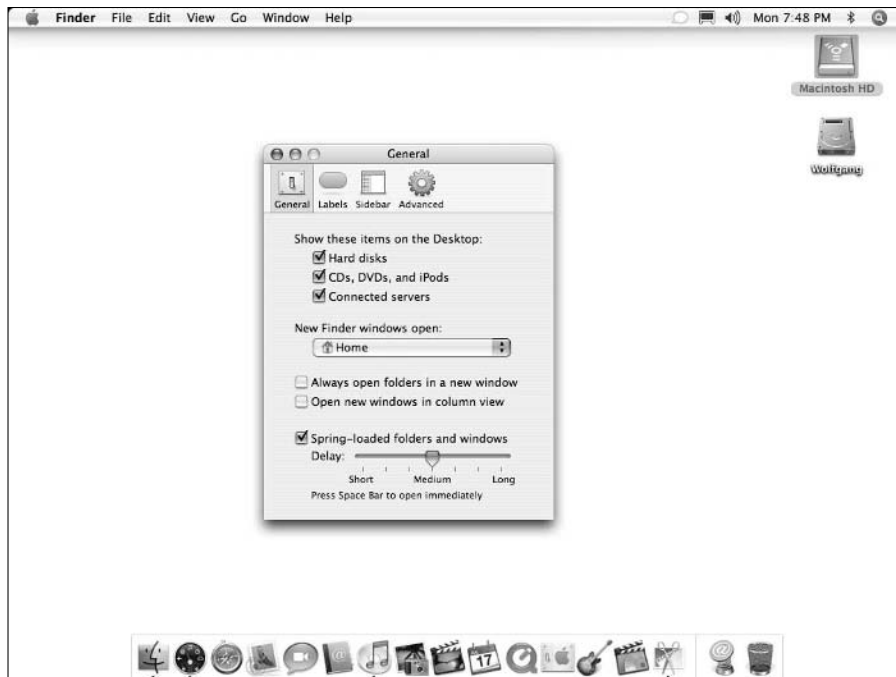 Finder File Edit View Go Window Help Mon 7:48 PM
Macintosh HD
Wolfgang
General
General Labels Sidebar Advanced
Show these items on the Desktop:
Hard disks
CDs, DVDs, and iPods
Connected servers
New Finder windows open:
Home
Always open folders in a new window
Open new windows in column view
Spring-loaded folders and windows
Delay:
Short Medium Long
Press Space Bar to open immediately
17